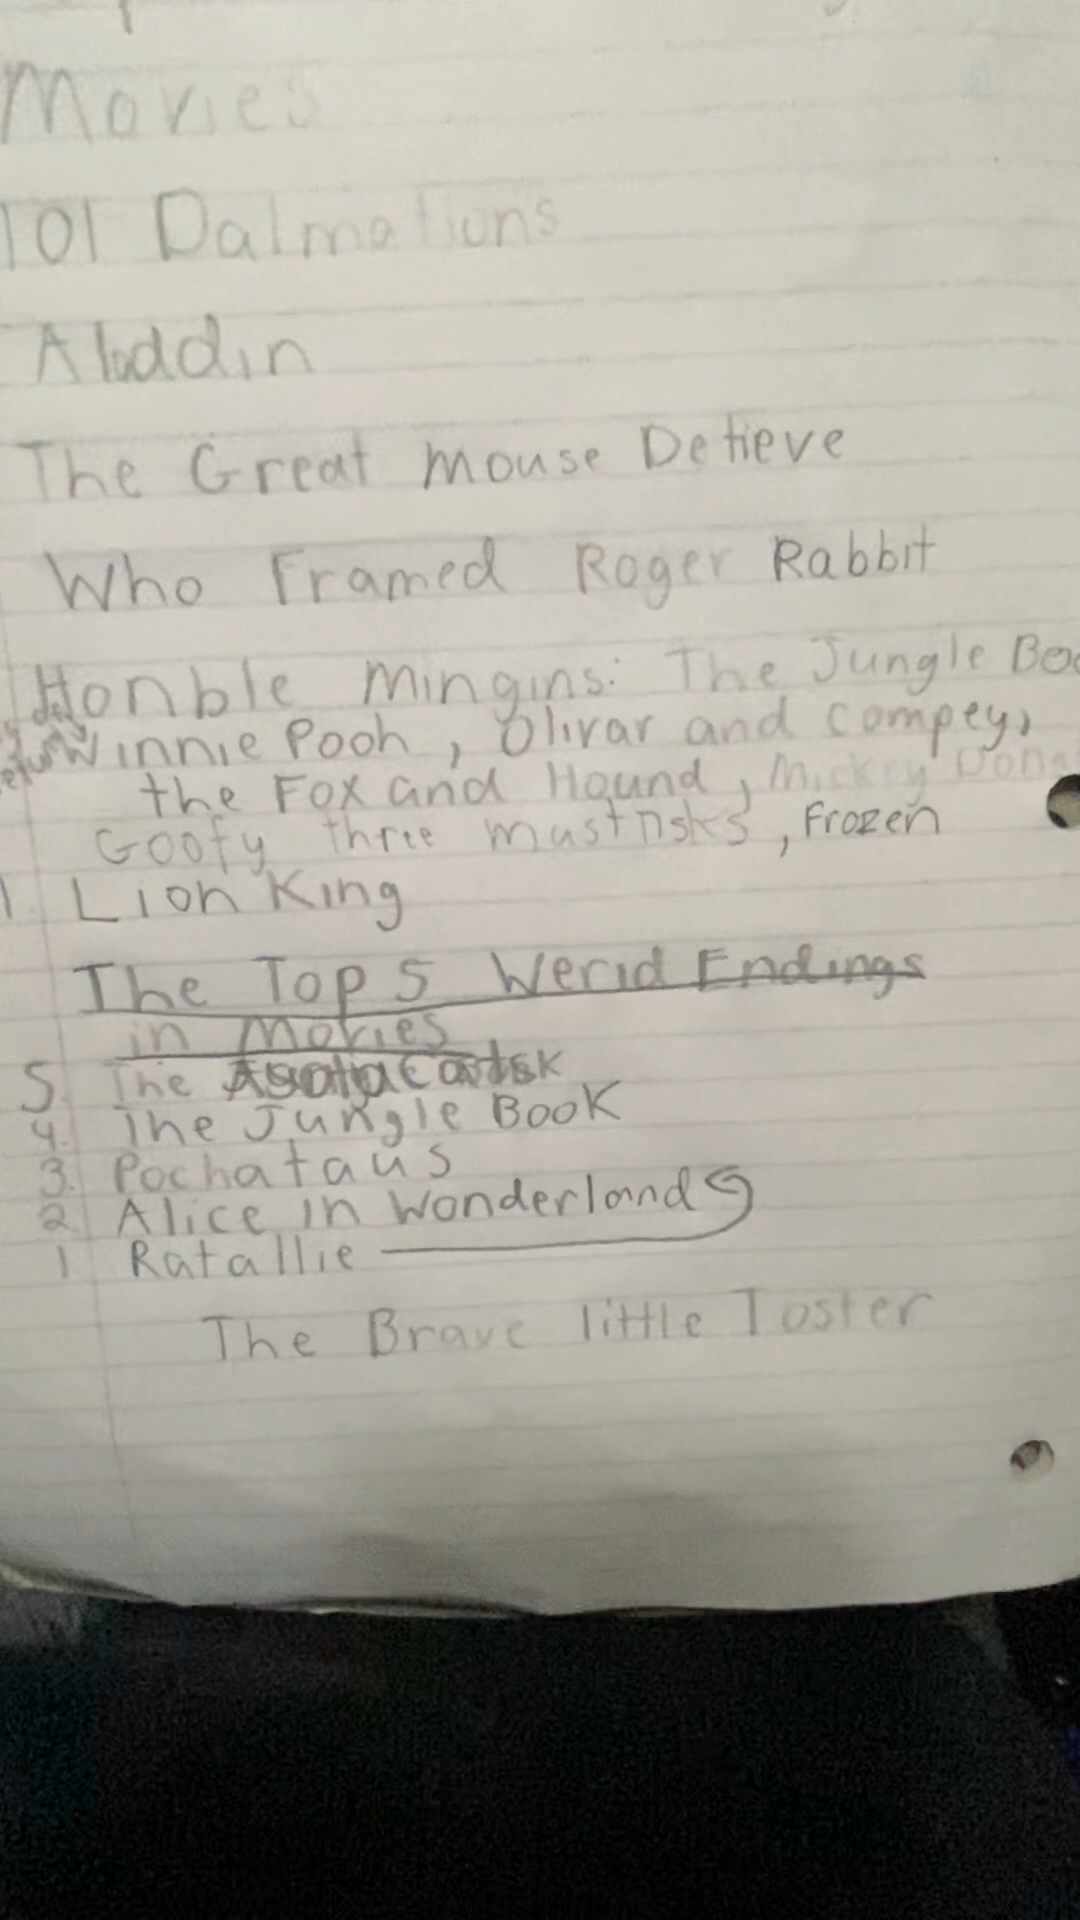 Movies
101 Dalmations
Aladdin
The Great Mouse Detieve
Who Framed Roger Rabbit
Honble Mingins: The Jungle Boo
Winnie Pooh, Olivar and compey,
the Fox and Hound, Mickey Dona
Goofy three mustrisks, Frozen
1. Lion King
The Top 5 Werid Endings
in Movies
5. The
4. The Jungle Book
3. Pochataus
2. Alice in Wonderland
1 Ratallie
The Brave little Toster